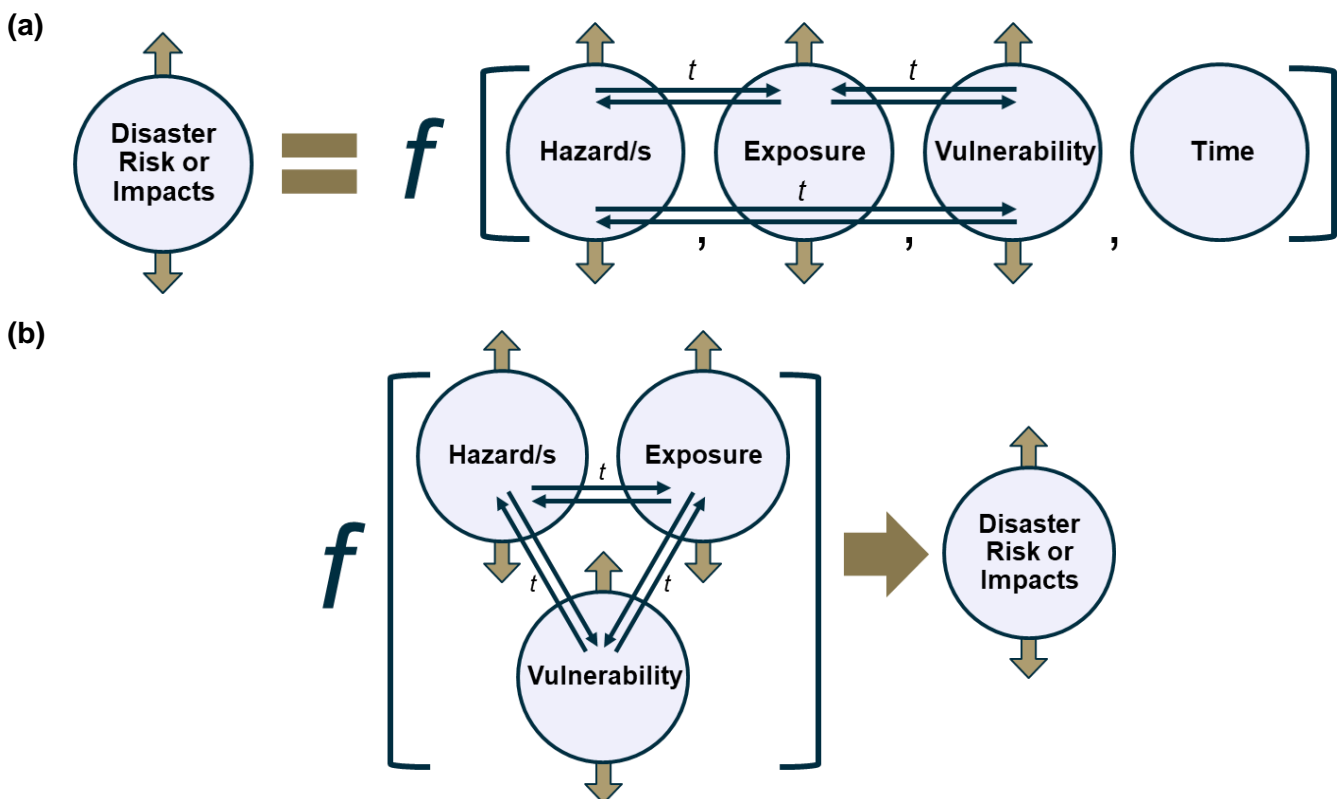 (a)
Disaster
Risk or
Impacts
=
f
[
Hazard/s
t
,
Exposure
t
,
Vulnerability
t
,
Time
]
(b)
f
[
Hazard/s
t
Exposure
t
t
Vulnerability
]
Disaster
Risk or
Impacts